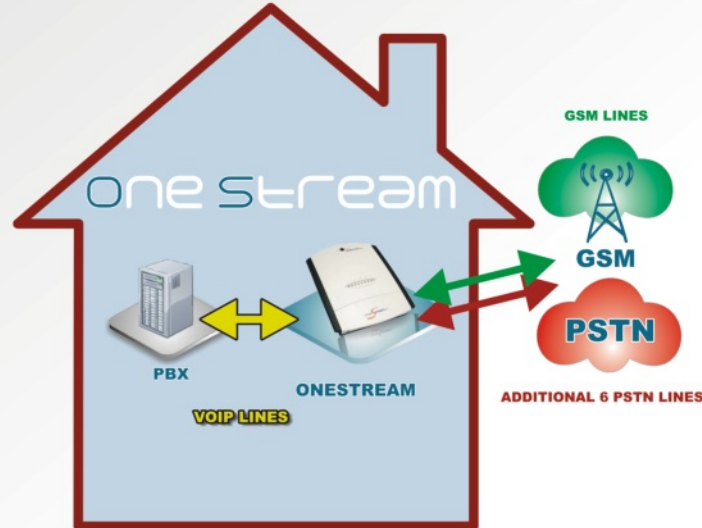 GSM LINES
one stream
GSM
PSTN
PBX
ONESTREAM
ADDITIONAL 6 PSTN LINES
VOIP LINES